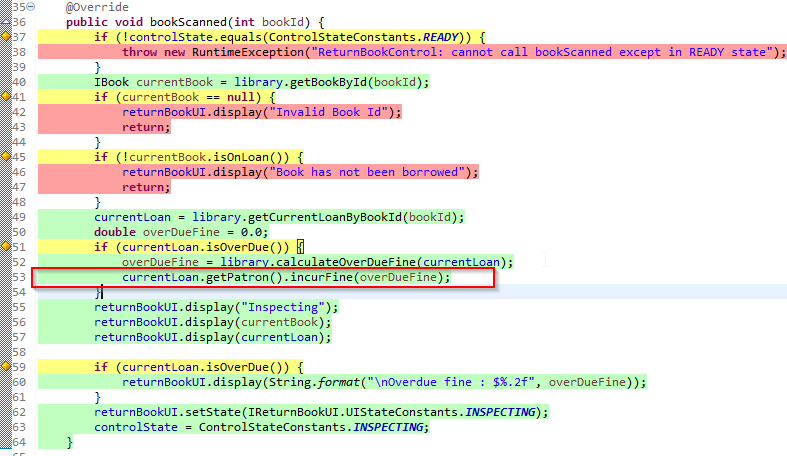 35 @Override
36 public void bookScanned(int bookId) {
37 if (!controlState.equals(ControlStateConstants.READY)) {
38 throw new RuntimeException("ReturnBookControl: cannot call bookScanned except in READY state");
39 }
40 IBook currentBook = library.getBookById(bookId);
41 if (currentBook == null) {
42 returnBookUI.display("Invalid Book Id");
43 return;
44 }
45 if (!currentBook.isOnLoan()) {
46 returnBookUI.display("Book has not been borrowed");
47 return;
48 }
49 currentLoan = library.getCurrentLoanByBookId(bookId);
50 double overDueFine = 0.0;
51 if (currentLoan.isOverDue()) {
52 overDueFine = library.calculateOverDueFine(currentLoan);
53 currentLoan.getPatron().incurFine(overDueFine);
54 }
55 returnBookUI.display("Inspecting");
56 returnBookUI.display(currentBook);
57 returnBookUI.display(currentLoan);
58
59 if (currentLoan.isOverDue()) {
60 returnBookUI.display(String.format("\nOverdue fine : $%.2f", overDueFine));
61 }
62 returnBookUI.setState(IReturnBookUI.UIStateConstants.INSPECTING);
63 controlState = ControlStateConstants.INSPECTING;
64 }